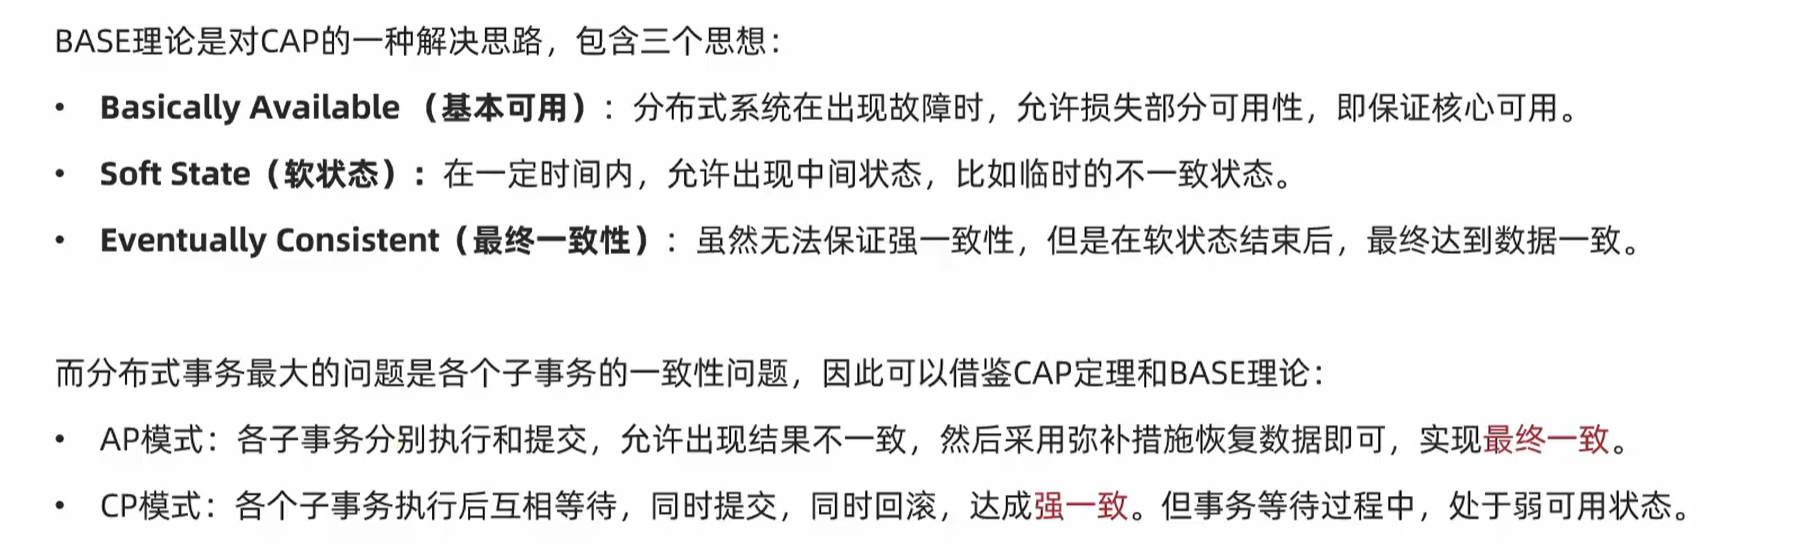 BASE理论是对CAP的一种解决思路，包含三个思想：
• Basically Available （基本可用）：分布式系统在出现故障时，允许损失部分可用性，即保证核心可用。
• Soft State（软状态）：在一定时间内，允许出现中间状态，比如临时的不一致状态。
• Eventually Consistent（最终一致性）：虽然无法保证强一致性，但是在软状态结束后，最终达到数据一致。
而分布式事务最大的问题是各个子事务的一致性问题，因此可以借鉴CAP定理和BASE理论：
• AP模式：各子事务分别执行和提交，允许出现结果不一致，然后采用弥补措施恢复数据即可，实现最终一致。
• CP模式：各个子事务执行后互相等待，同时提交，同时回滚，达成强一致。但事务等待过程中，处于弱可用状态。